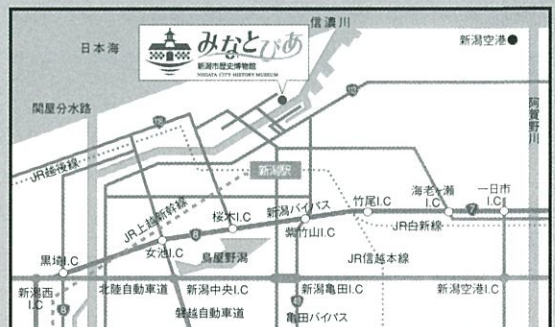 信濃川
日本海
みなとぴあ
新潟市歴史博物館
NIIGATA CITY HISTORY MUSEUM
新潟空港
関屋分水路
阿賀野川
JR越後線
新潟駅
JR上越新幹線
桜木I.C
新潟バイパス
紫竹山I.C
竹尾I.C
海老ヶ瀬
I.C
一日市
I.C
7
JR白新線
黒埼I.C
女池I.C
8
鳥屋野潟
JR信越本線
新潟西
I.C
8
北陸自動車道
新潟中央I.C
新潟亀田I.C
新潟空港I.C
磐越自動車道
49
亀田バイパス